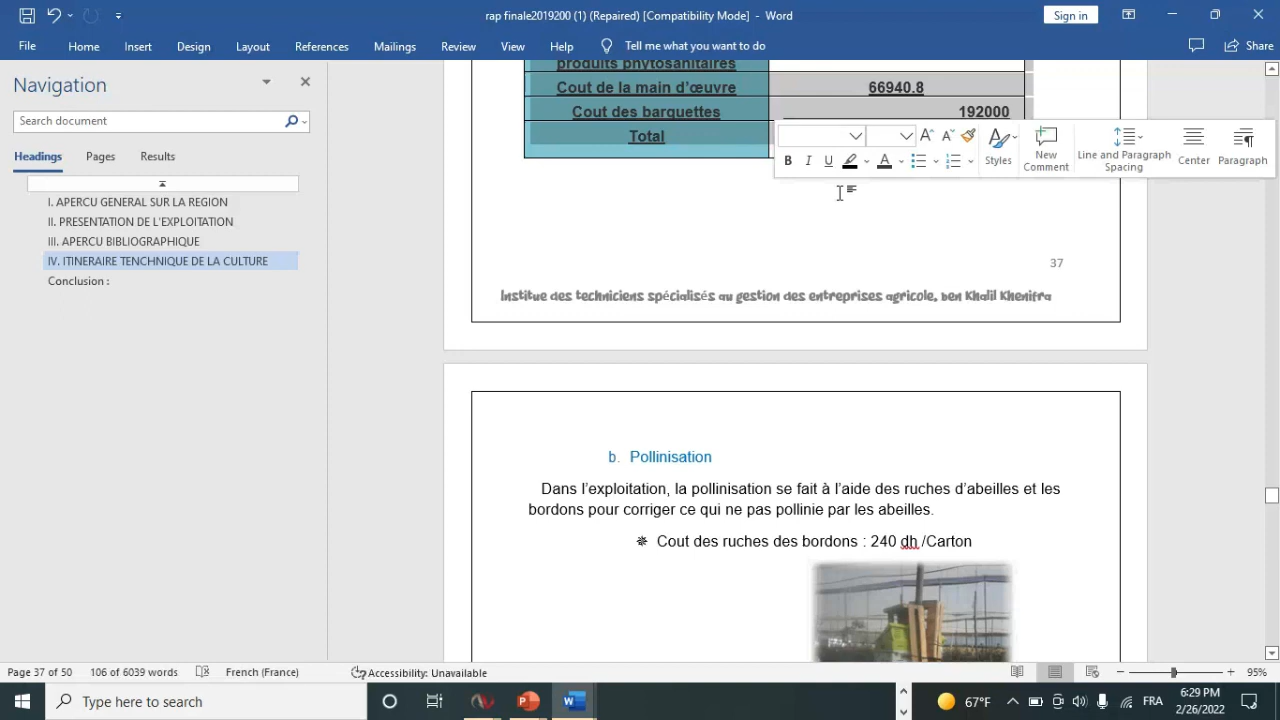 rap finale2019200 (1) (Repaired) [Compatibility Mode] - Word
Sign in
File Home Insert Design Layout References Mailings Review View Help Tell me what you want to do Share
Navigation
Search document
Headings Pages Results
I. APERCU GENERAL SUR LA REGION
II. PRESENTATION DE L'EXPLOITATION
III. APERCU BIBLIOGRAPHIQUE
IV. ITINERAIRE TENCHNIQUE DE LA CULTURE
Conclusion :
produits phytosanitaires
Cout de la main d'œuvre 66940.8
Cout des barquettes 192000
Total
A A
B I U A Styles New Comment Line and Paragraph Spacing Center Paragraph
37
Institue des techniciens spécialisés au gestion des entreprises agricole, ben Khalil Khenifra
b. Pollinisation
Dans l'exploitation, la pollinisation se fait à l'aide des ruches d'abeilles et les
bordons pour corriger ce qui ne pas pollinie par les abeilles.
Cout des ruches des bordons : 240 dh /Carton
Page 37 of 50 106 of 6039 words French (France) Accessibility: Unavailable 95%
Type here to search 67°F FRA 6:29 PM
2/26/2022